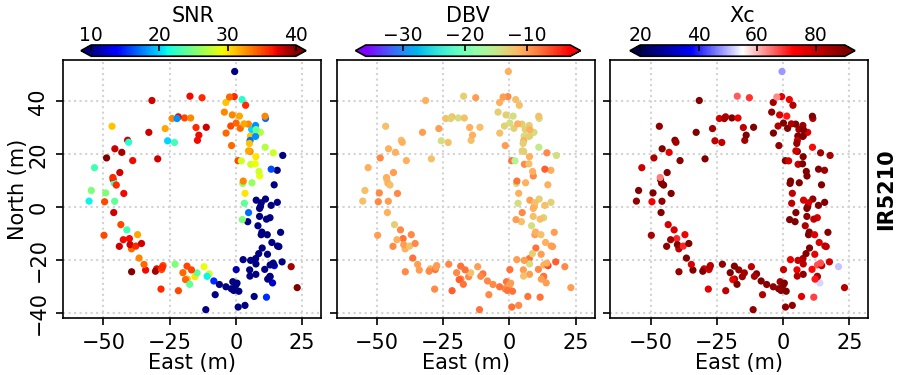 SNR DBV Xc
10 20 30 40 −30 −20 −10 20 40 60 80
40
20
0
−20
−40
North (m)
−50 −25 0 25 −50 −25 0 25 −50 −25 0 25
East (m) East (m) East (m)
IR5210